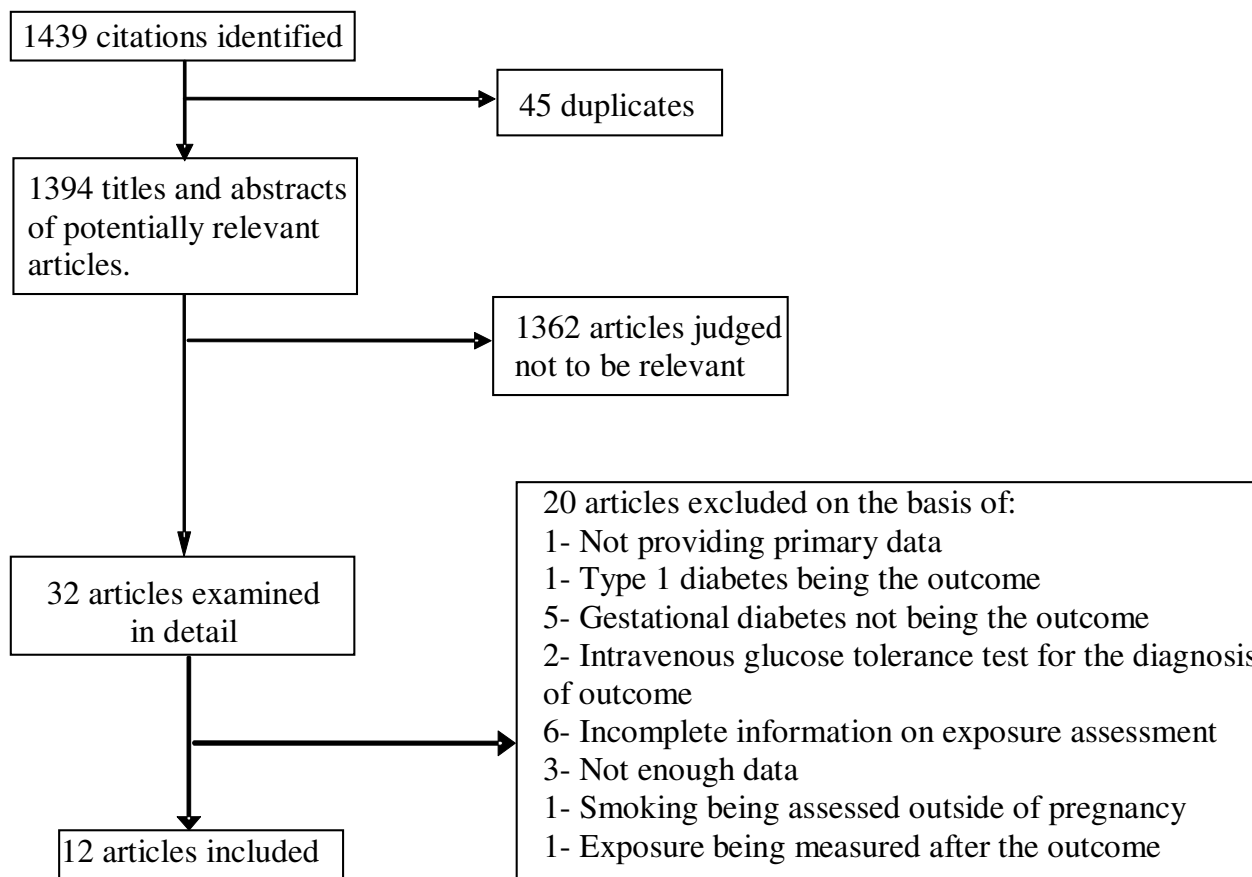 1439 citations identified
45 duplicates
1394 titles and abstracts
of potentially relevant
articles.
1362 articles judged
not to be relevant
32 articles examined
in detail
20 articles excluded on the basis of:
1- Not providing primary data
1- Type 1 diabetes being the outcome
5- Gestational diabetes not being the outcome
2- Intravenous glucose tolerance test for the diagnosis
of outcome
6- Incomplete information on exposure assessment
3- Not enough data
1- Smoking being assessed outside of pregnancy
1- Exposure being measured after the outcome
12 articles included